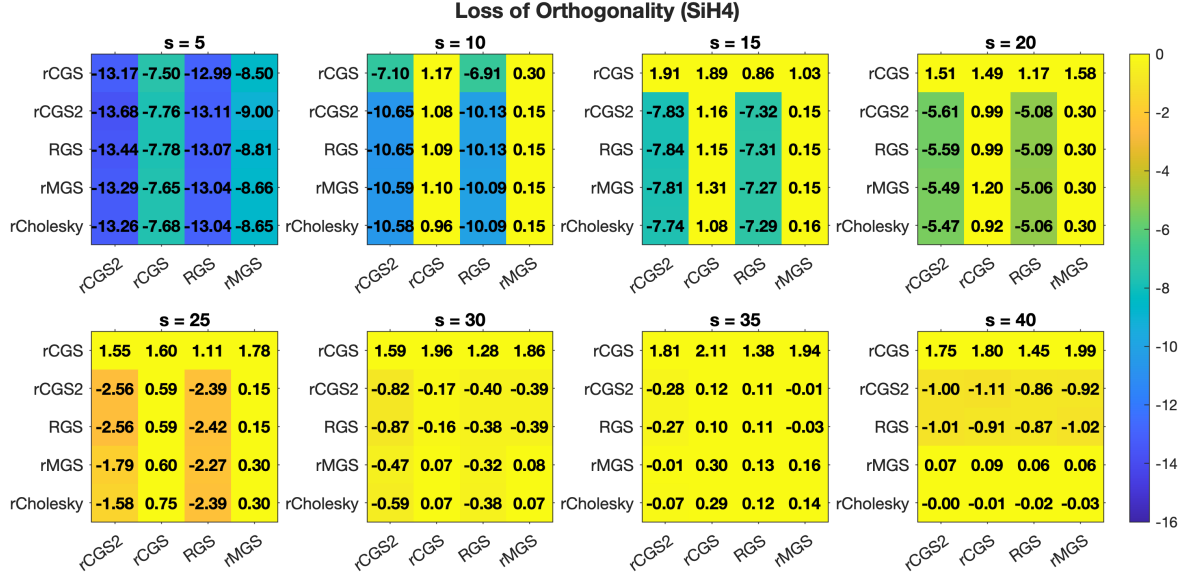 Loss of Orthogonality (SiH4)
s = 5
rCGS -13.17 -7.50 -12.99 -8.50
rCGS2 -13.68 -7.76 -13.11 -9.00
RGS -13.44 -7.78 -13.07 -8.81
rMGS -13.29 -7.65 -13.04 -8.66
rCholesky -13.26 -7.68 -13.04 -8.65
rCGS2 rCGS RGS rMGS
s = 10
rCGS -7.10 1.17 -6.91 0.30
rCGS2 -10.65 1.08 -10.13 0.15
RGS -10.65 1.09 -10.13 0.15
rMGS -10.59 1.10 -10.09 0.15
rCholesky -10.58 0.96 -10.09 0.15
rCGS2 rCGS RGS rMGS
s = 15
rCGS 1.91 1.89 0.86 1.03
rCGS2 -7.83 1.16 -7.32 0.15
RGS -7.84 1.15 -7.31 0.15
rMGS -7.81 1.31 -7.27 0.15
rCholesky -7.74 1.08 -7.29 0.16
rCGS2 rCGS RGS rMGS
s = 20
rCGS 1.51 1.49 1.17 1.58
rCGS2 -5.61 0.99 -5.08 0.30
RGS -5.59 0.99 -5.09 0.30
rMGS -5.49 1.20 -5.06 0.30
rCholesky -5.47 0.92 -5.06 0.30
rCGS2 rCGS RGS rMGS
s = 25
rCGS 1.55 1.60 1.11 1.78
rCGS2 -2.56 0.59 -2.39 0.15
RGS -2.56 0.59 -2.42 0.15
rMGS -1.79 0.60 -2.27 0.30
rCholesky -1.58 0.75 -2.39 0.30
rCGS2 rCGS RGS rMGS
s = 30
rCGS 1.59 1.96 1.28 1.86
rCGS2 -0.82 -0.17 -0.40 -0.39
RGS -0.87 -0.16 -0.38 -0.39
rMGS -0.47 0.07 -0.32 0.08
rCholesky -0.59 0.07 -0.38 0.07
rCGS2 rCGS RGS rMGS
s = 35
rCGS 1.81 2.11 1.38 1.94
rCGS2 -0.28 0.12 0.11 -0.01
RGS -0.27 0.10 0.11 -0.03
rMGS -0.01 0.30 0.13 0.16
rCholesky -0.07 0.29 0.12 0.14
rCGS2 rCGS RGS rMGS
s = 40
rCGS 1.75 1.80 1.45 1.99
rCGS2 -1.00 -1.11 -0.86 -0.92
RGS -1.01 -0.91 -0.87 -1.02
rMGS 0.07 0.09 0.06 0.06
rCholesky -0.00 -0.01 -0.02 -0.03
rCGS2 rCGS RGS rMGS
0
-2
-4
-6
-8
-10
-12
-14
-16